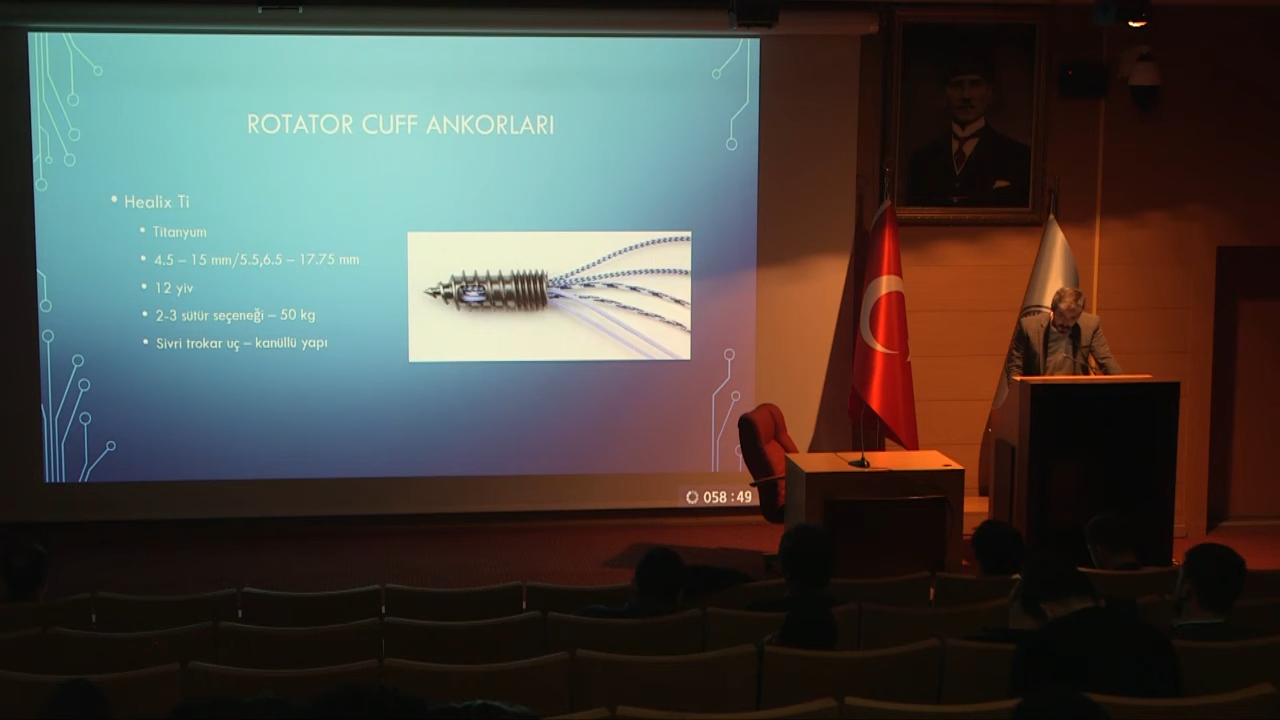 ROTATOR CUFF ANKORLARI
• Healix Ti
• Titanyum
• 4.5 – 15 mm/5.5,6.5 – 17.75 mm
• 12 yiv
• 2-3 sütür seçeneği – 50 kg
• Sivri trokar uç – kanüllü yapı
058 : 49